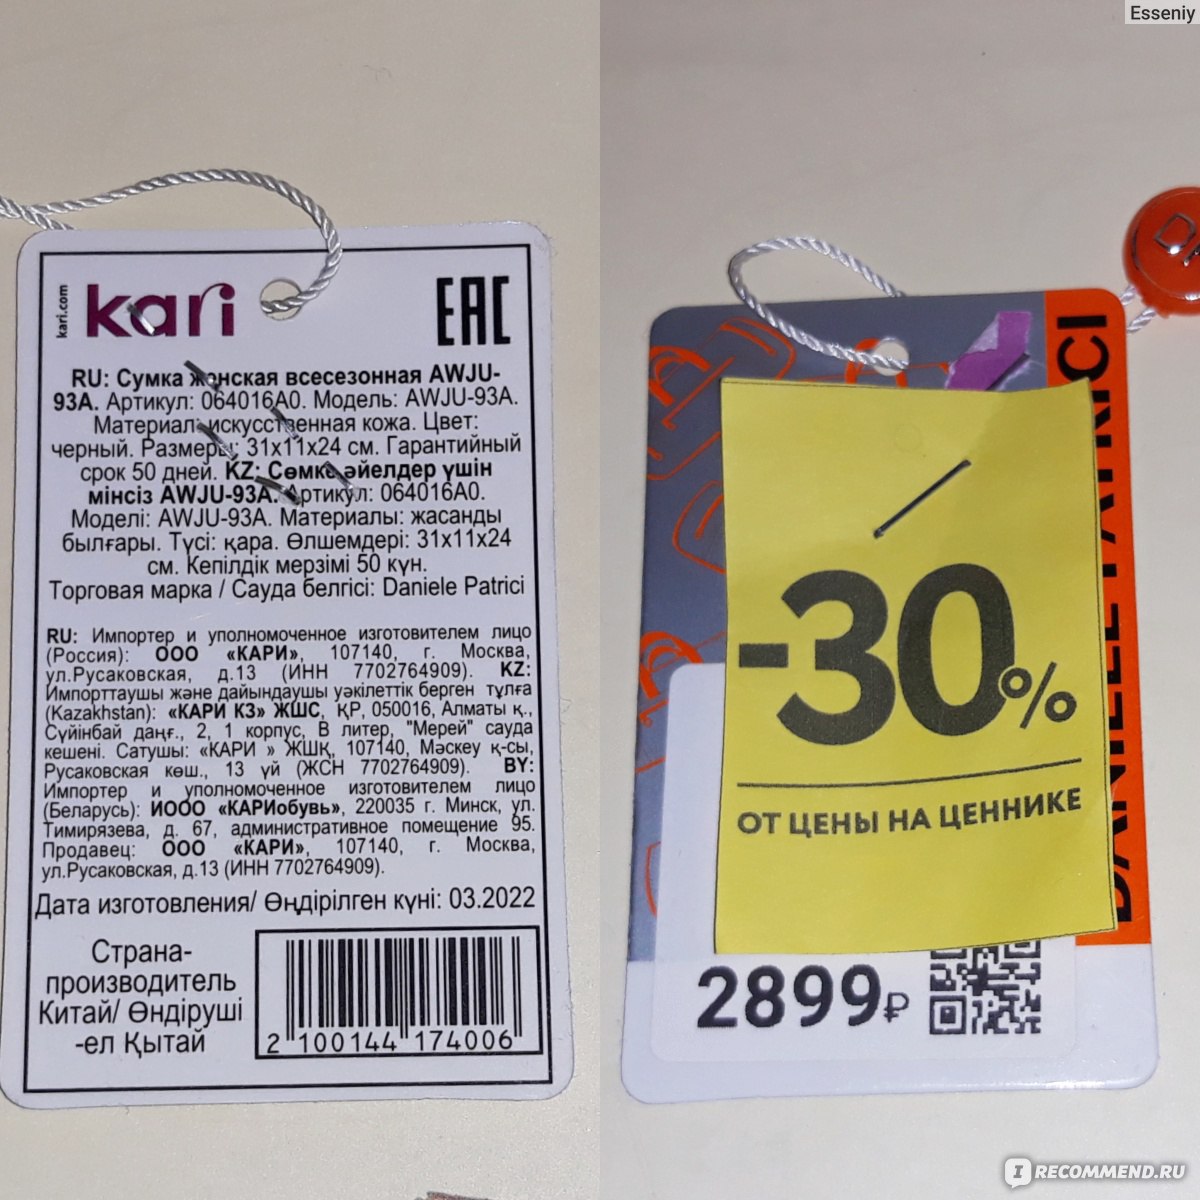 Esseniy
kari.com
kari
EAC
RU: Сумка женская всесезонная AWJU-
93A. Артикул: 064016A0. Модель: AWJU-93A.
Материал: искусственная кожа. Цвет:
черный. Размеры: 31x11x24 см. Гарантийный
срок 50 дней. KZ: Сөмке әйелдер үшін
мінсіз AWJU-93A. Артикул: 064016A0.
Моделі: AWJU-93A. Материалы: жасанды
былғары. Түсі: қара. Өлшемдері: 31x11x24
см. Кепілдік мерзімі 50 күн.
Торговая марка / Сауда белгісі: Daniele Patrici
RU: Импортер и уполномоченное изготовителем лицо
(Россия): ООО «КАРИ», 107140, г. Москва,
ул.Русаковская, д.13 (ИНН 7702764909). KZ:
Импорттаушы және дайындаушы уәкілеттік берген тұлға
(Kazakhstan): «КАРИ КЗ» ЖШС, ҚР, 050016, Алматы қ.,
Сүйінбай даңғ., 2, 1 корпус, В литер, "Мерей" сауда
кешені. Сатушы: «КАРИ » ЖШҚ, 107140, Мәскеу қ-сы,
Русаковская көш., 13 үй (ЖСН 7702764909). BY:
Импортер и уполномоченное изготовителем лицо
(Беларусь): ИООО «КАРИобувь», 220035 г. Минск, ул.
Тимирязева, д. 67, административное помещение 95.
Продавец: ООО «КАРИ», 107140, г. Москва,
ул.Русаковская, д.13 (ИНН 7702764909).
Дата изготовления/ Өңдірілген күні: 03.2022
Страна-
производитель
Китай/ Өндіруші
-ел Қытай
2 100144 174006
DANIELE PATRICI
-30%
ОТ ЦЕНЫ НА ЦЕННИКЕ
2899₽
IRECOMMEND.RU